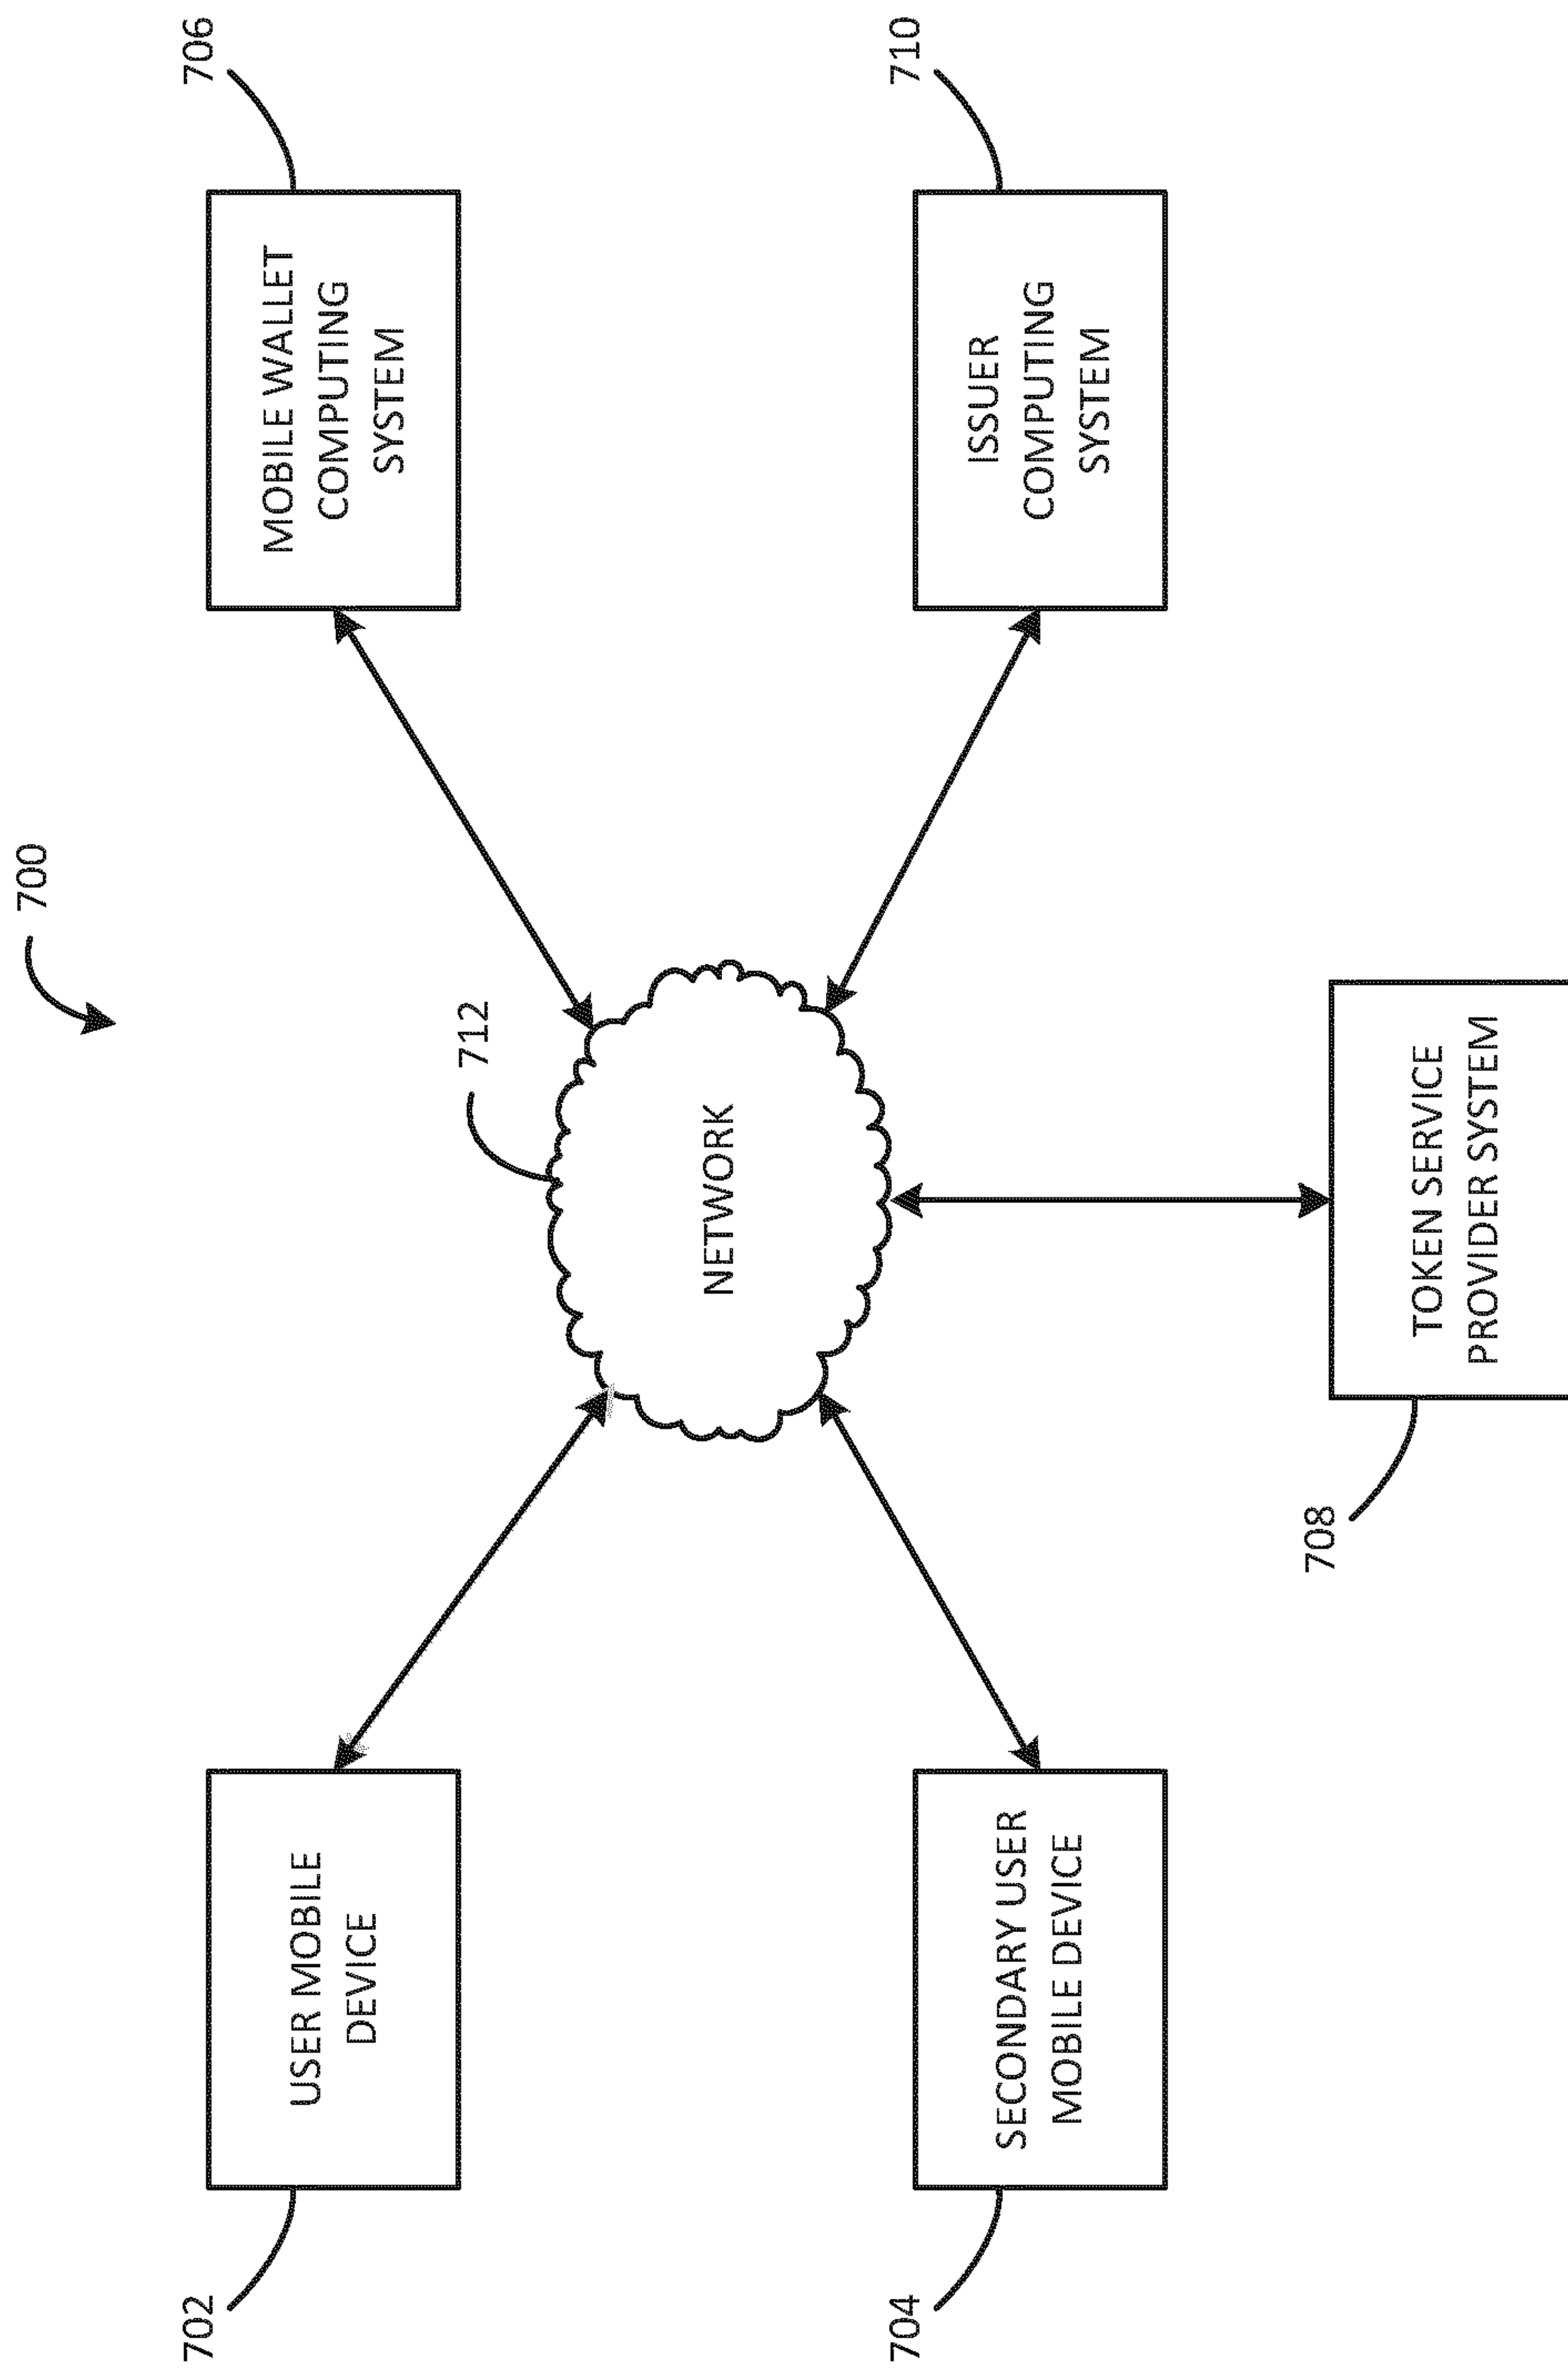 700
702
USER MOBILE
DEVICE
706
MOBILE WALLET
COMPUTING
SYSTEM
712
NETWORK
704
SECONDARY USER
MOBILE DEVICE
710
ISSUER
COMPUTING
SYSTEM
708
TOKEN SERVICE
PROVIDER SYSTEM